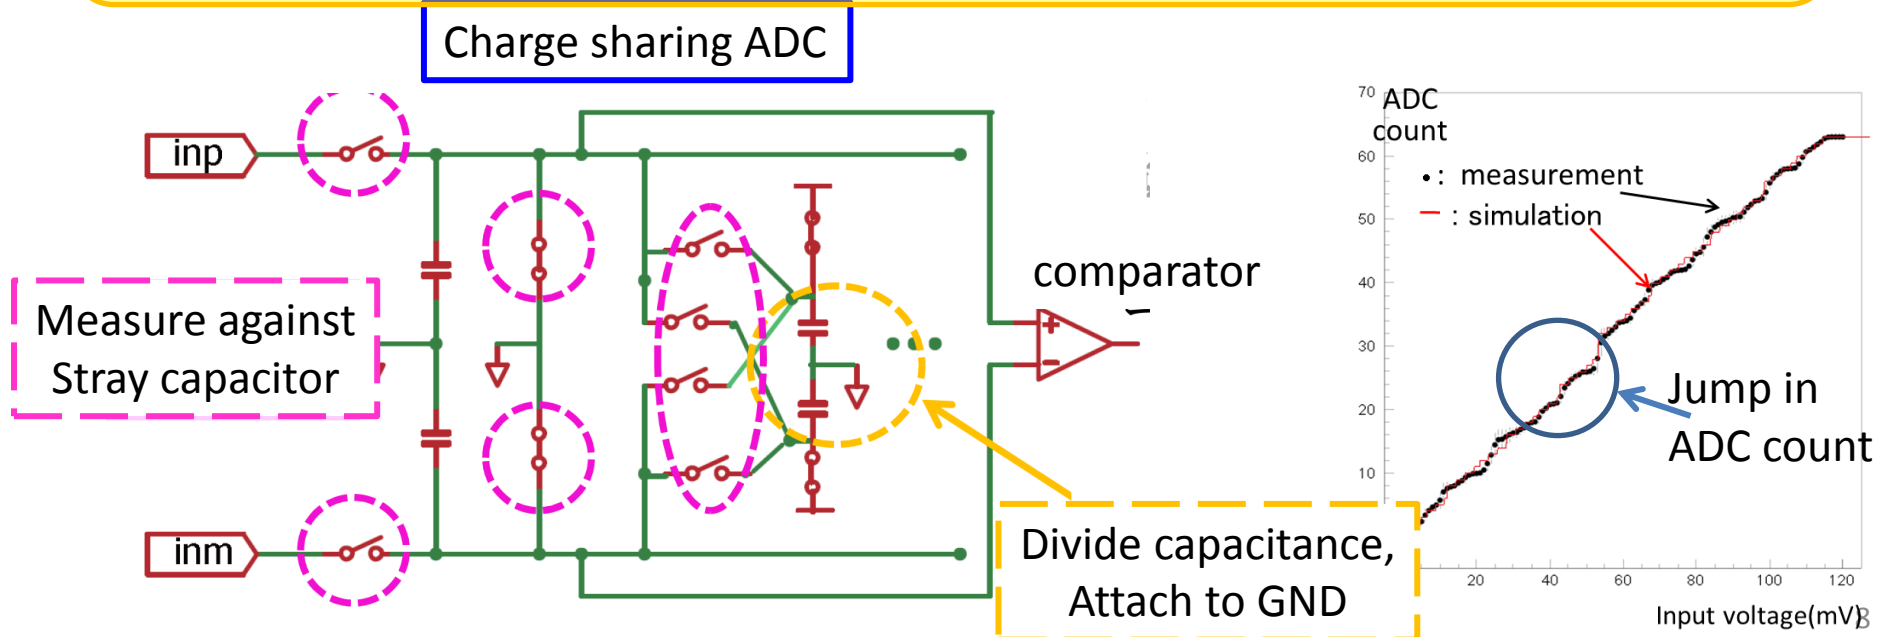 Charge sharing ADC
inp
inm
Measure against
Stray capacitor
comparator
+
−
Divide capacitance,
Attach to GND
ADC
count
• : measurement
— : simulation
Jump in
ADC count
70
60
50
40
30
20
10
20 40 60 80 100 120
Input voltage(mV)